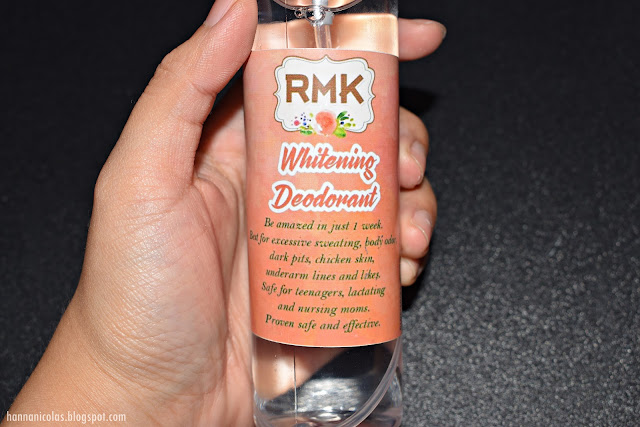 RMK
Whitening
Deodorant
Be amazed in just 1 week.
Best for excessive sweating, body odor
dark pits, chicken skin,
underarm lines and likes.
Safe for teenagers, lactating
and nursing moms.
Proven safe and effective.
hannanicolas.blogspot.com